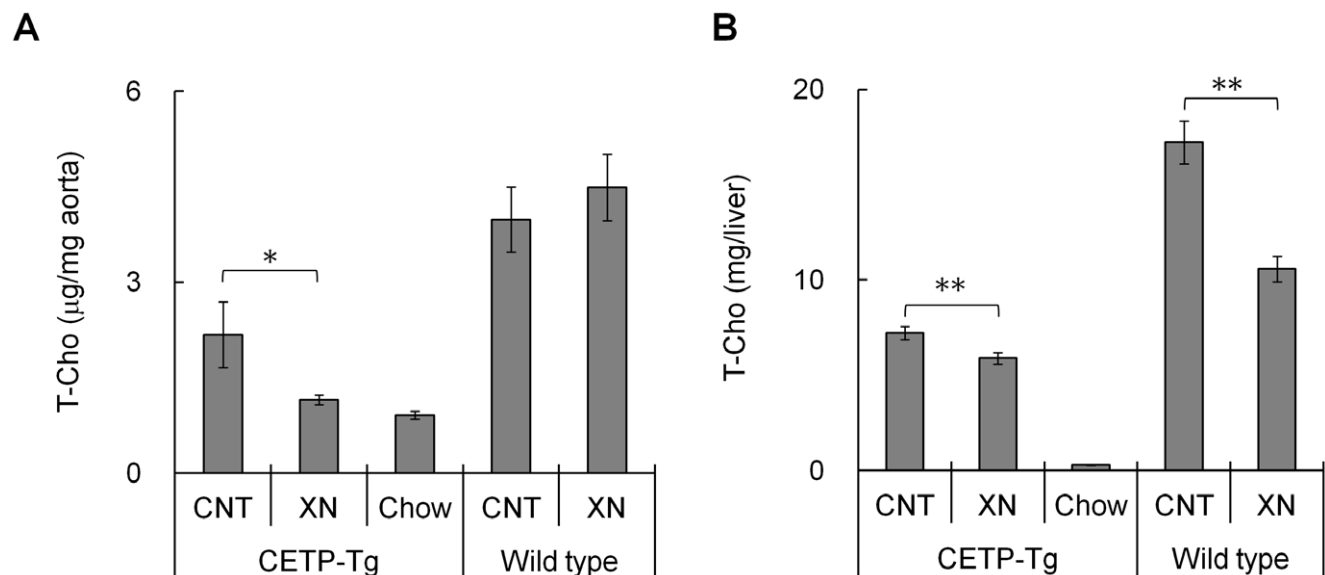 A
T-Cho (μg/mg aorta)
6
3
0
*
CNT XN Chow CNT XN
CETP-Tg Wild type
B
T-Cho (mg/liver)
20
10
0
**
**
CNT XN Chow CNT XN
CETP-Tg Wild type